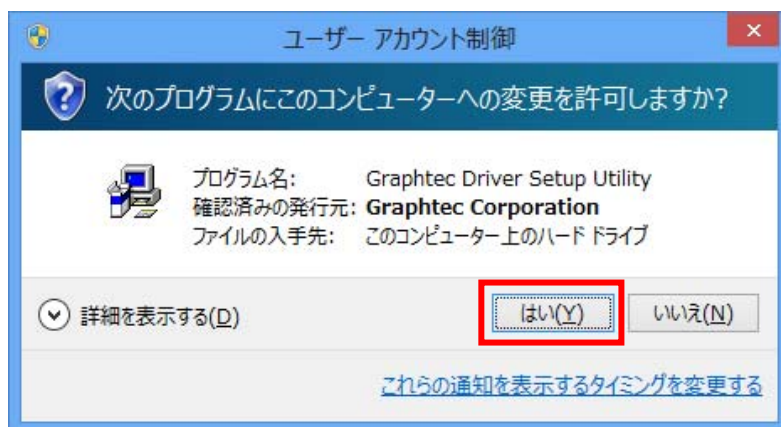 ユーザー アカウント制御
次のプログラムにこのコンピューターへの変更を許可しますか?
プログラム名: Graphtec Driver Setup Utility
確認済みの発行元: Graphtec Corporation
ファイルの入手先: このコンピューター上のハード ドライブ
詳細を表示する(D) はい(Y) いいえ(N)
これらの通知を表示するタイミングを変更する